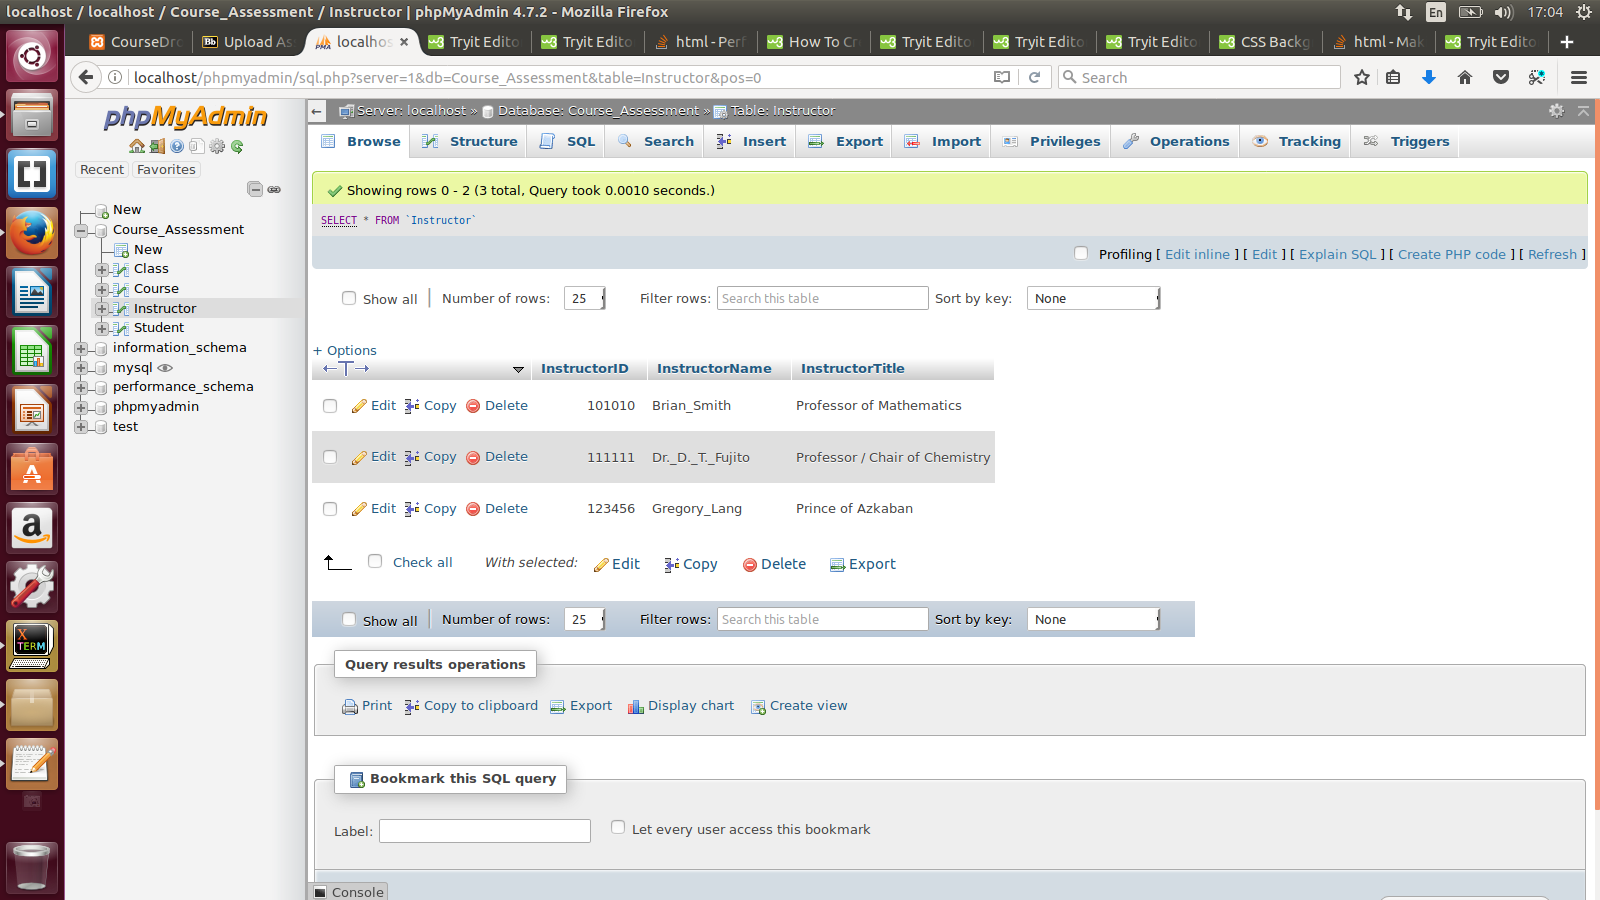 localhost / localhost / Course_Assessment / Instructor | phpMyAdmin 4.7.2 - Mozilla Firefox
En
17:04
CourseDr
Bb Upload As
localhos
Tryit Edito
Tryit Edito
html - Perf
How To Cr
Tryit Edito
Tryit Edito
Tryit Edito
CSS Backg
html - Mak
Tryit Edito
localhost/phpmyadmin/sql.php?server=1&db=Course_Assessment&table=Instructor&pos=0
Search
phpMyAdmin
Recent
Favorites
New
Course_Assessment
New
Class
Course
Instructor
Student
information_schema
mysql
performance_schema
phpmyadmin
test
Server: localhost » Database: Course_Assessment » Table: Instructor
Browse
Structure
SQL
Search
Insert
Export
Import
Privileges
Operations
Tracking
Triggers
Showing rows 0 - 2 (3 total, Query took 0.0010 seconds.)
SELECT * FROM `Instructor`
Profiling [ Edit inline ] [ Edit ] [ Explain SQL ] [ Create PHP code ] [ Refresh ]
Show all
Number of rows:
25
Filter rows:
Search this table
Sort by key:
None
+ Options
←T→
InstructorID
InstructorName
InstructorTitle
Edit Copy Delete 101010 Brian_Smith Professor of Mathematics
Edit Copy Delete 111111 Dr._D._T._Fujito Professor / Chair of Chemistry
Edit Copy Delete 123456 Gregory_Lang Prince of Azkaban
Check all
With selected:
Edit
Copy
Delete
Export
Show all
Number of rows:
25
Filter rows:
Search this table
Sort by key:
None
Query results operations
Print
Copy to clipboard
Export
Display chart
Create view
Bookmark this SQL query
Label:
Let every user access this bookmark
Console
X
TERM